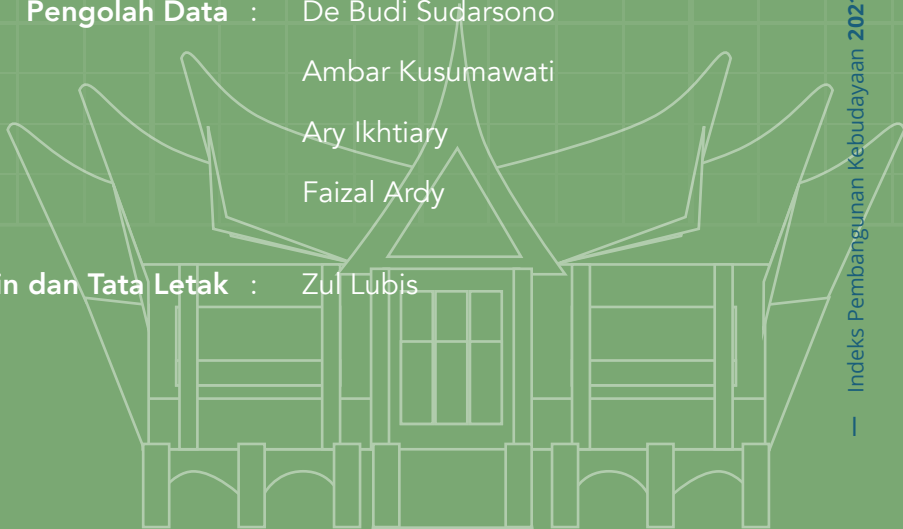 Pengolah Data : De Budi Sudarsono
Ambar Kusumawati
Ary Ikhtiary
Faizal Ardy
dan Tata Letak : Zul Lubis
— Indeks Pembangunan Kebudayaan